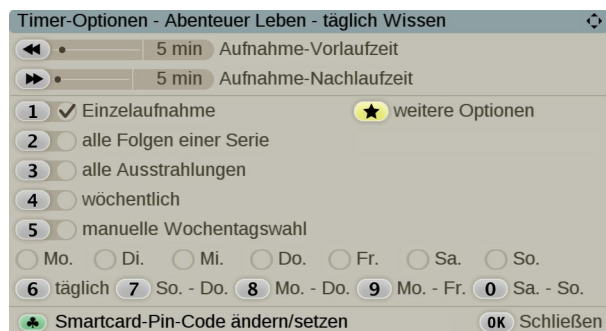 Timer-Optionen - Abenteuer Leben - täglich Wissen
5 min Aufnahme-Vorlaufzeit
5 min Aufnahme-Nachlaufzeit
1 Einzelaufnahme weitere Optionen
2 alle Folgen einer Serie
3 alle Ausstrahlungen
4 wöchentlich
5 manuelle Wochentagswahl
Mo. Di. Mi. Do. Fr. Sa. So.
6 täglich 7 So. - Do. 8 Mo. - Do. 9 Mo. - Fr. 0 Sa. - So.
Smartcard-Pin-Code ändern/setzen OK Schließen